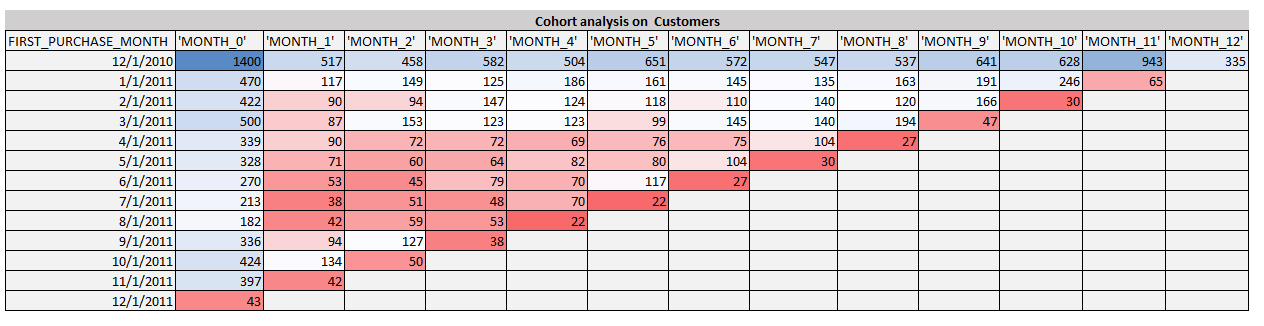 Cohort analysis on  Customers
FIRST_PURCHASE_MONTH 'MONTH_0' 'MONTH_1' 'MONTH_2' 'MONTH_3' 'MONTH_4' 'MONTH_5' 'MONTH_6' 'MONTH_7' 'MONTH_8' 'MONTH_9' 'MONTH_10' 'MONTH_11' 'MONTH_12'
12/1/2010 1400 517 458 582 504 651 572 547 537 641 628 943 335
1/1/2011 470 117 149 125 186 161 145 135 163 191 246 65
2/1/2011 422 90 94 147 124 118 110 140 120 166 30
3/1/2011 500 87 153 123 123 99 145 140 194 47
4/1/2011 339 90 72 72 69 76 75 104 27
5/1/2011 328 71 60 64 82 80 104 30
6/1/2011 270 53 45 79 70 117 27
7/1/2011 213 38 51 48 70 22
8/1/2011 182 42 59 53 22
9/1/2011 336 94 127 38
10/1/2011 424 134 50
11/1/2011 397 42
12/1/2011 43